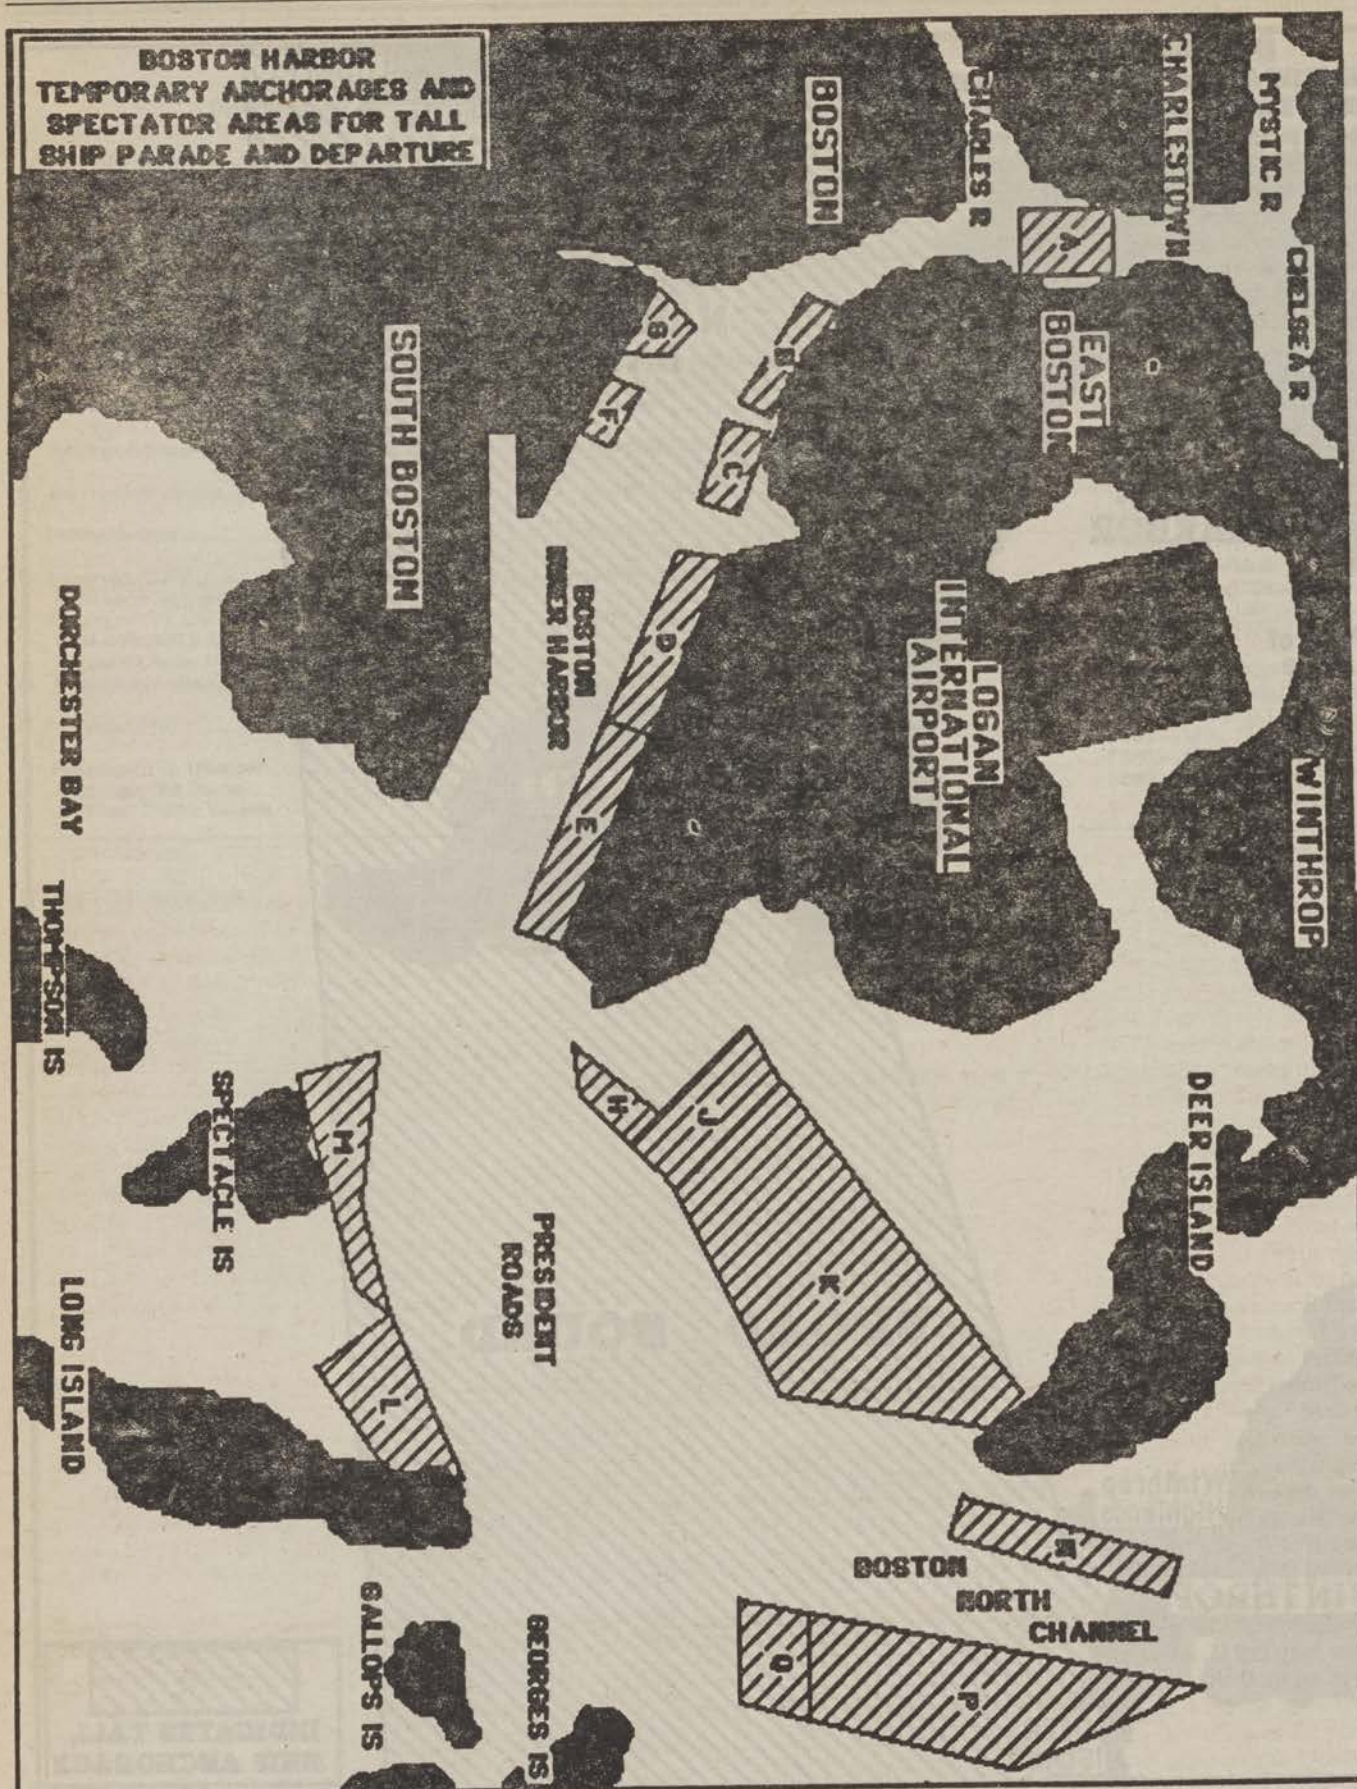 BOSTON HARBOR
TEMPORARY ANCHORAGES AND
SPECTATOR AREAS FOR TALL
SHIP PARADE AND DEPARTURE
MYSTIC R
CHELSEA R
CHARLESTOWN
CHARLES R
BOSTON
A
EAST
BOSTON
B
C
S
F
SOUTH BOSTON
WINTHROP
LOGAN
INTERNATIONAL
AIRPORT
BOSTON
INNER HARBOR
D
E
DORCHESTER BAY
THOMPSON IS
DEER ISLAND
J
H
K
M
SPECTACLE IS
PRESIDENT
ROADS
LONG ISLAND
L
BOSTON
NORTH
CHANNEL
Q
P
GALLOPS IS
GEORGES IS